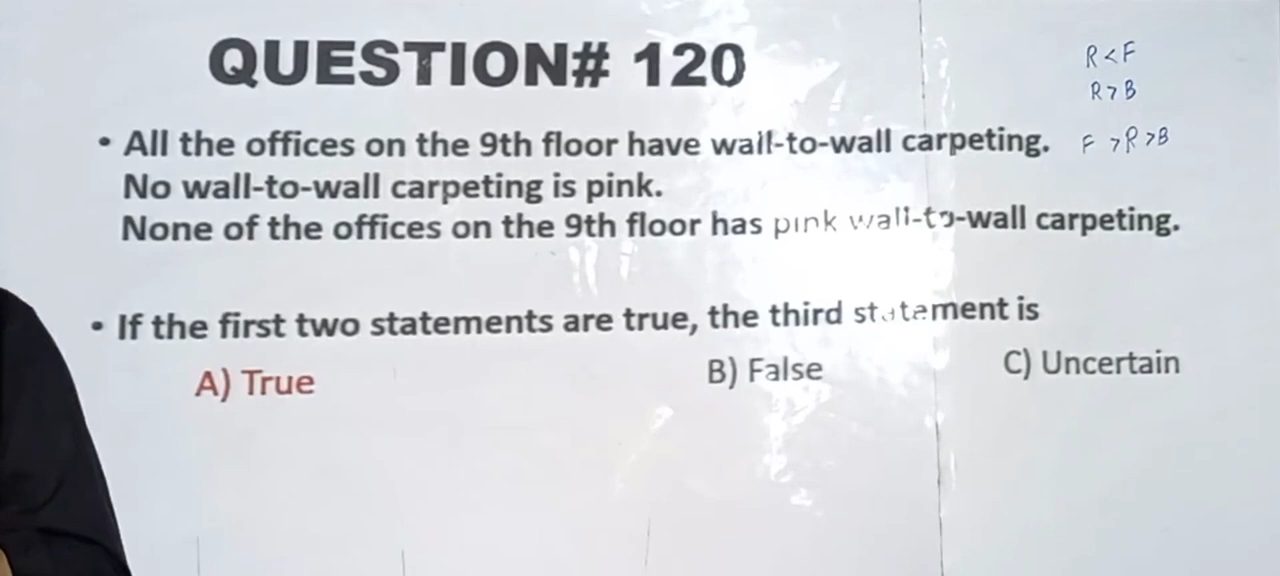 QUESTION# 120
R<F
R>B
• All the offices on the 9th floor have wall-to-wall carpeting.
F >R >B
No wall-to-wall carpeting is pink.
None of the offices on the 9th floor has pink wall-to-wall carpeting.
• If the first two statements are true, the third statement is
A) True
B) False
C) Uncertain